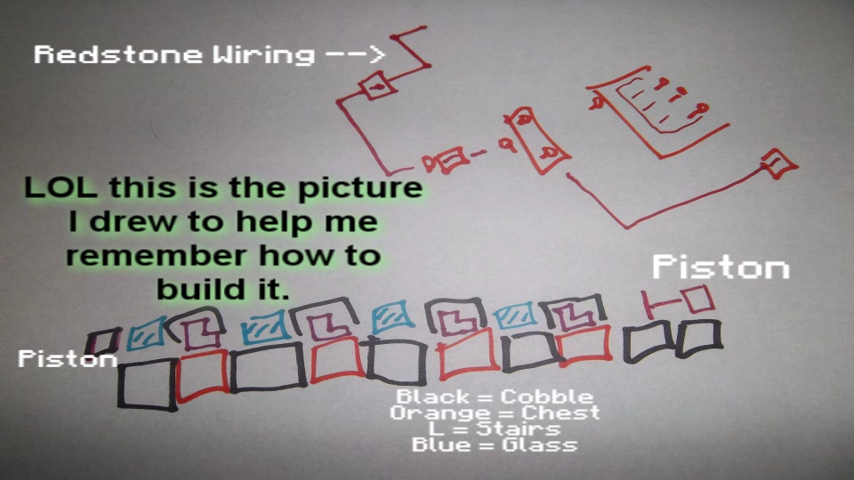 Redstone Wiring -->
LOL this is the picture
I drew to help me
remember how to
build it.
Piston
Piston
Black = Cobble
Orange = Chest
L = Stairs
Blue = Glass